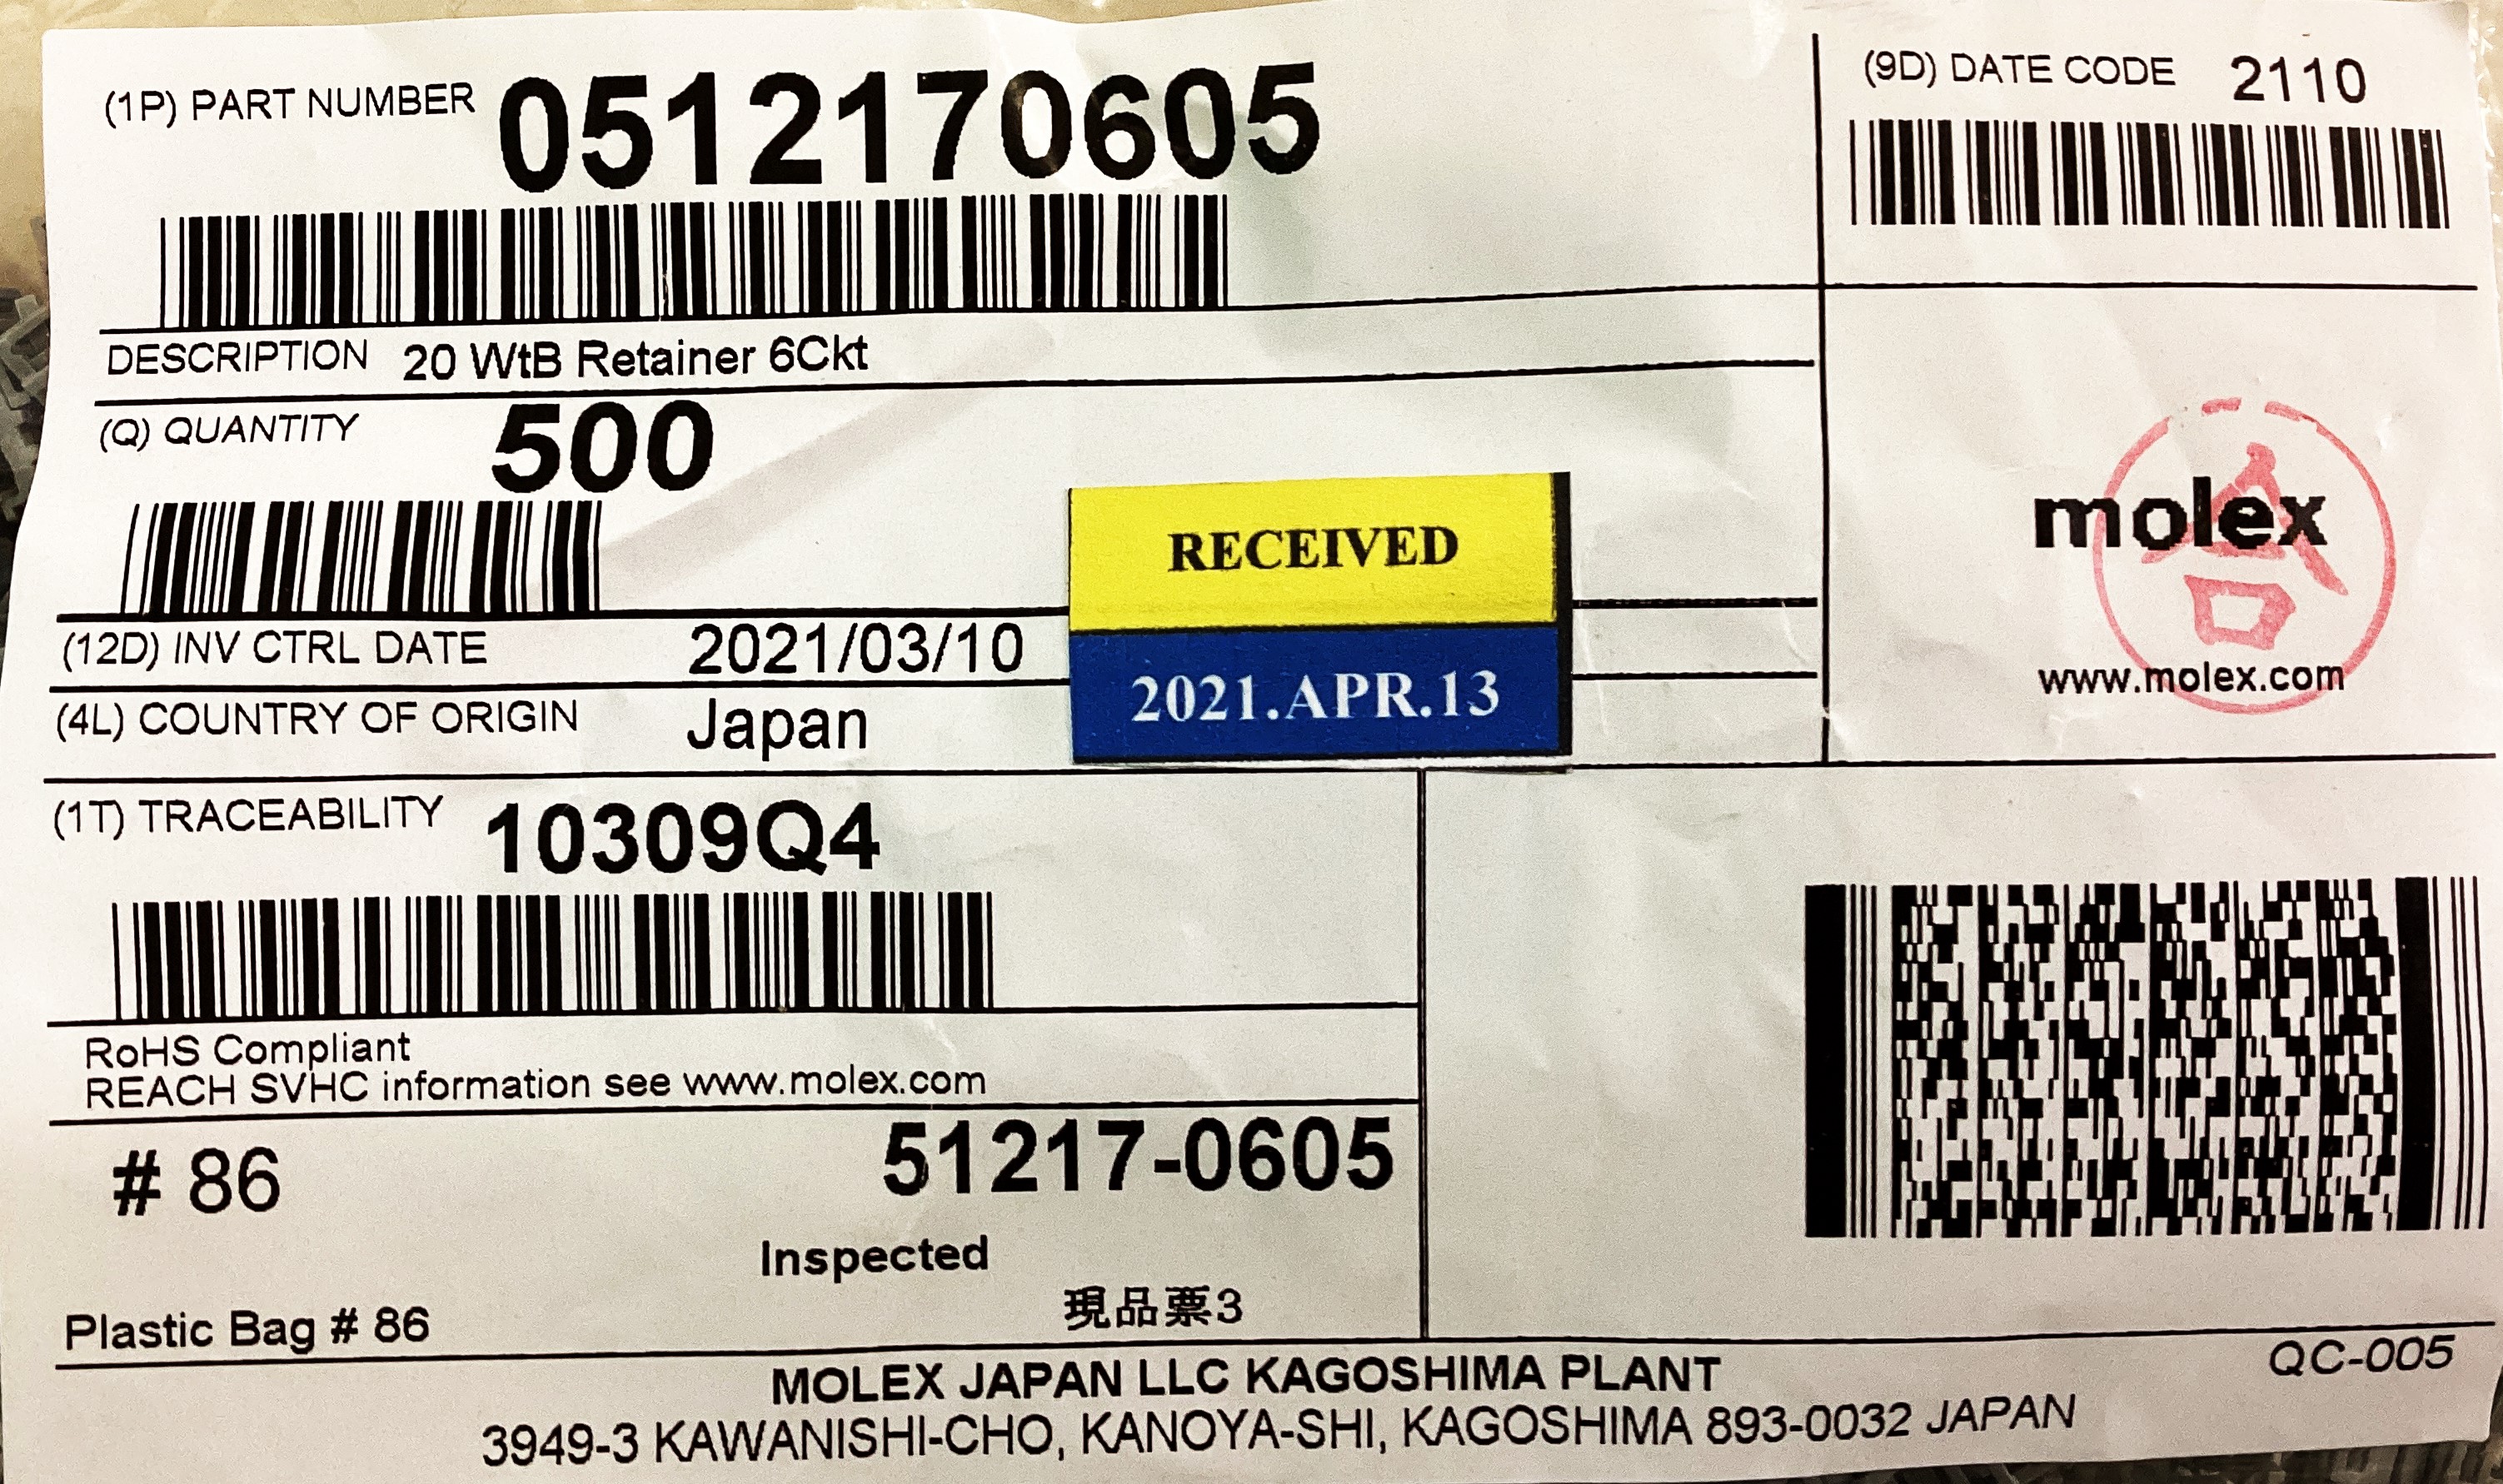 (1P) PART NUMBER 0512170605
(9D) DATE CODE 2110
DESCRIPTION 20 WtB Retainer 6Ckt
(Q) QUANTITY 500
RECEIVED
2021.APR.13
molex
合
www.molex.com
(12D) INV CTRL DATE 2021/03/10
(4L) COUNTRY OF ORIGIN Japan
(1T) TRACEABILITY 10309Q4
RoHS Compliant
REACH SVHC information see www.molex.com
# 86 51217-0605
Inspected
現品票3
Plastic Bag # 86
QC-005
MOLEX JAPAN LLC KAGOSHIMA PLANT
3949-3 KAWANISHI-CHO, KANOYA-SHI, KAGOSHIMA 893-0032 JAPAN